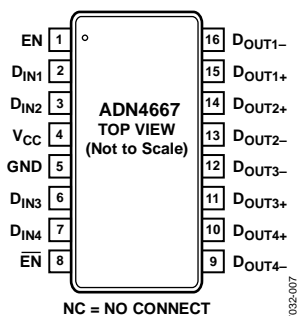 EN 1
DIN1 2
DIN2 3
VCC 4
GND 5
DIN3 6
DIN4 7
E̅N̅ 8
ADN4667
TOP VIEW
(Not to Scale)
16 DOUT1–
15 DOUT1+
14 DOUT2+
13 DOUT2–
12 DOUT3–
11 DOUT3+
10 DOUT4+
9 DOUT4–
NC = NO CONNECT
032-007